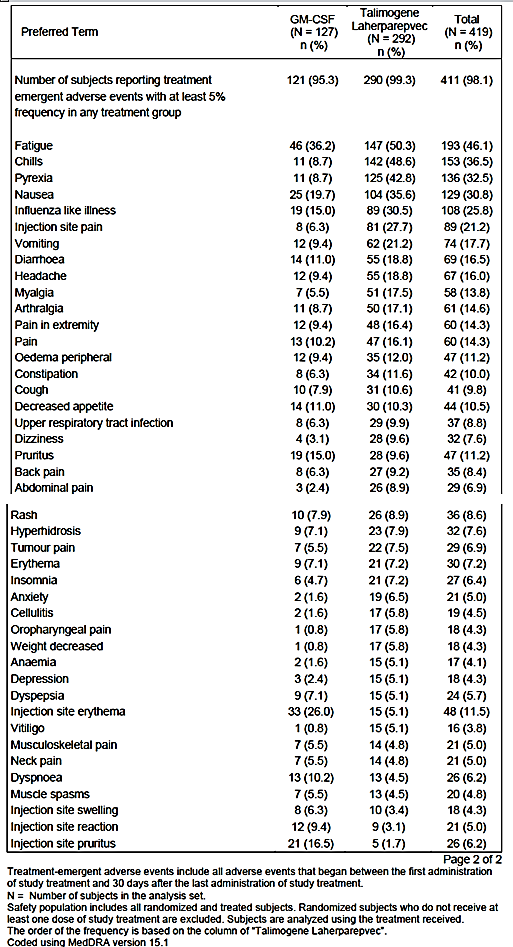 Preferred Term
GM-CSF
(N = 127)
n (%)
Talimogene
Laherparepvec
(N = 292)
n (%)
Total
(N = 419)
n (%)
Number of subjects reporting treatment 121 (95.3) 290 (99.3) 411 (98.1)
emergent adverse events with at least 5%
frequency in any treatment group
Fatigue 46 (36.2) 147 (50.3) 193 (46.1)
Chills 11 (8.7) 142 (48.6) 153 (36.5)
Pyrexia 11 (8.7) 125 (42.8) 136 (32.5)
Nausea 25 (19.7) 104 (35.6) 129 (30.8)
Influenza like illness 19 (15.0) 89 (30.5) 108 (25.8)
Injection site pain 8 (6.3) 81 (27.7) 89 (21.2)
Vomiting 12 (9.4) 62 (21.2) 74 (17.7)
Diarrhoea 14 (11.0) 55 (18.8) 69 (16.5)
Headache 12 (9.4) 55 (18.8) 67 (16.0)
Myalgia 7 (5.5) 51 (17.5) 58 (13.8)
Arthralgia 11 (8.7) 50 (17.1) 61 (14.6)
Pain in extremity 12 (9.4) 48 (16.4) 60 (14.3)
Pain 13 (10.2) 47 (16.1) 60 (14.3)
Oedema peripheral 12 (9.4) 35 (12.0) 47 (11.2)
Constipation 8 (6.3) 34 (11.6) 42 (10.0)
Cough 10 (7.9) 31 (10.6) 41 (9.8)
Decreased appetite 14 (11.0) 30 (10.3) 44 (10.5)
Upper respiratory tract infection 8 (6.3) 29 (9.9) 37 (8.8)
Dizziness 4 (3.1) 28 (9.6) 32 (7.6)
Pruritus 19 (15.0) 28 (9.6) 47 (11.2)
Back pain 8 (6.3) 27 (9.2) 35 (8.4)
Abdominal pain 3 (2.4) 26 (8.9) 29 (6.9)
Rash 10 (7.9) 26 (8.9) 36 (8.6)
Hyperhidrosis 9 (7.1) 23 (7.9) 32 (7.6)
Tumour pain 7 (5.5) 22 (7.5) 29 (6.9)
Erythema 9 (7.1) 21 (7.2) 30 (7.2)
Insomnia 6 (4.7) 21 (7.2) 27 (6.4)
Anxiety 2 (1.6) 19 (6.5) 21 (5.0)
Cellulitis 2 (1.6) 17 (5.8) 19 (4.5)
Oropharyngeal pain 1 (0.8) 17 (5.8) 18 (4.3)
Weight decreased 1 (0.8) 17 (5.8) 18 (4.3)
Anaemia 2 (1.6) 15 (5.1) 17 (4.1)
Depression 3 (2.4) 15 (5.1) 18 (4.3)
Dyspepsia 9 (7.1) 15 (5.1) 24 (5.7)
Injection site erythema 33 (26.0) 15 (5.1) 48 (11.5)
Vitiligo 1 (0.8) 15 (5.1) 16 (3.8)
Musculoskeletal pain 7 (5.5) 14 (4.8) 21 (5.0)
Neck pain 7 (5.5) 14 (4.8) 21 (5.0)
Dyspnoea 13 (10.2) 13 (4.5) 26 (6.2)
Muscle spasms 7 (5.5) 13 (4.5) 20 (4.8)
Injection site swelling 8 (6.3) 10 (3.4) 18 (4.3)
Injection site reaction 12 (9.4) 9 (3.1) 21 (5.0)
Injection site pruritus 21 (16.5) 5 (1.7) 26 (6.2)
Page 2 of 2
Treatment-emergent adverse events include all adverse events that began between the first administration
of study treatment and 30 days after the last administration of study treatment.
N = Number of subjects in the analysis set.
Safety population includes all randomized and treated subjects. Randomized subjects who do not receive at
least one dose of study treatment are excluded. Subjects are analyzed using the treatment received.
The order of the frequency is based on the column of "Talimogene Laherparepvec".
Coded using MedDRA version 15.1